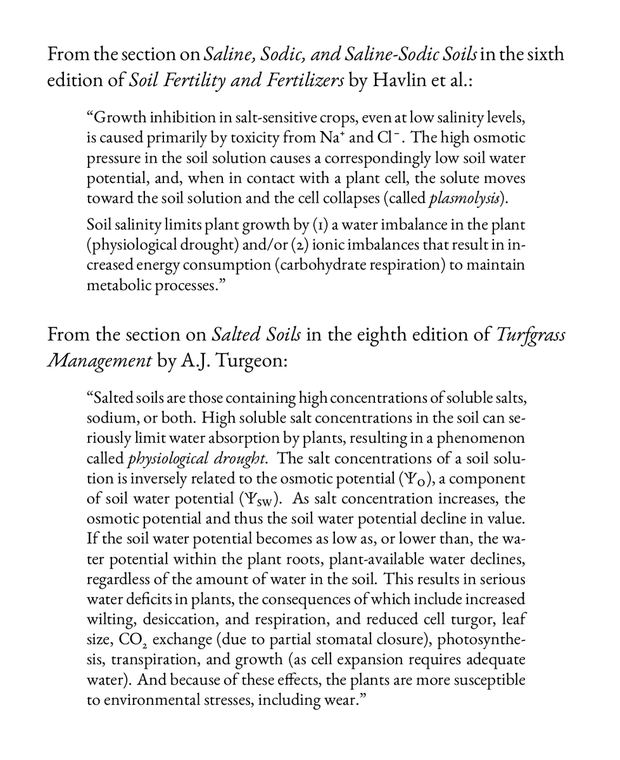 From the section on Saline, Sodic, and Saline-Sodic Soils in the sixth
edition of Soil Fertility and Fertilizers by Havlin et al.:
“Growth inhibition in salt-sensitive crops, even at low salinity levels,
is caused primarily by toxicity from Na⁺ and Cl⁻. The high osmotic
pressure in the soil solution causes a correspondingly low soil water
potential, and, when in contact with a plant cell, the solute moves
toward the soil solution and the cell collapses (called plasmolysis).
Soil salinity limits plant growth by (1) a water imbalance in the plant
(physiological drought) and/or (2) ionic imbalances that result in in-
creased energy consumption (carbohydrate respiration) to maintain
metabolic processes.”
From the section on Salted Soils in the eighth edition of Turfgrass
Management by A.J. Turgeon:
“Salted soils are those containing high concentrations of soluble salts,
sodium, or both. High soluble salt concentrations in the soil can se-
riously limit water absorption by plants, resulting in a phenomenon
called physiological drought. The salt concentrations of a soil solu-
tion is inversely related to the osmotic potential (Ψ_O), a component
of soil water potential (Ψ_SW). As salt concentration increases, the
osmotic potential and thus the soil water potential decline in value.
If the soil water potential becomes as low as, or lower than, the wa-
ter potential within the plant roots, plant-available water declines,
regardless of the amount of water in the soil. This results in serious
water deficits in plants, the consequences of which include increased
wilting, desiccation, and respiration, and reduced cell turgor, leaf
size, CO₂ exchange (due to partial stomatal closure), photosynthe-
sis, transpiration, and growth (as cell expansion requires adequate
water). And because of these effects, the plants are more susceptible
to environmental stresses, including wear.”